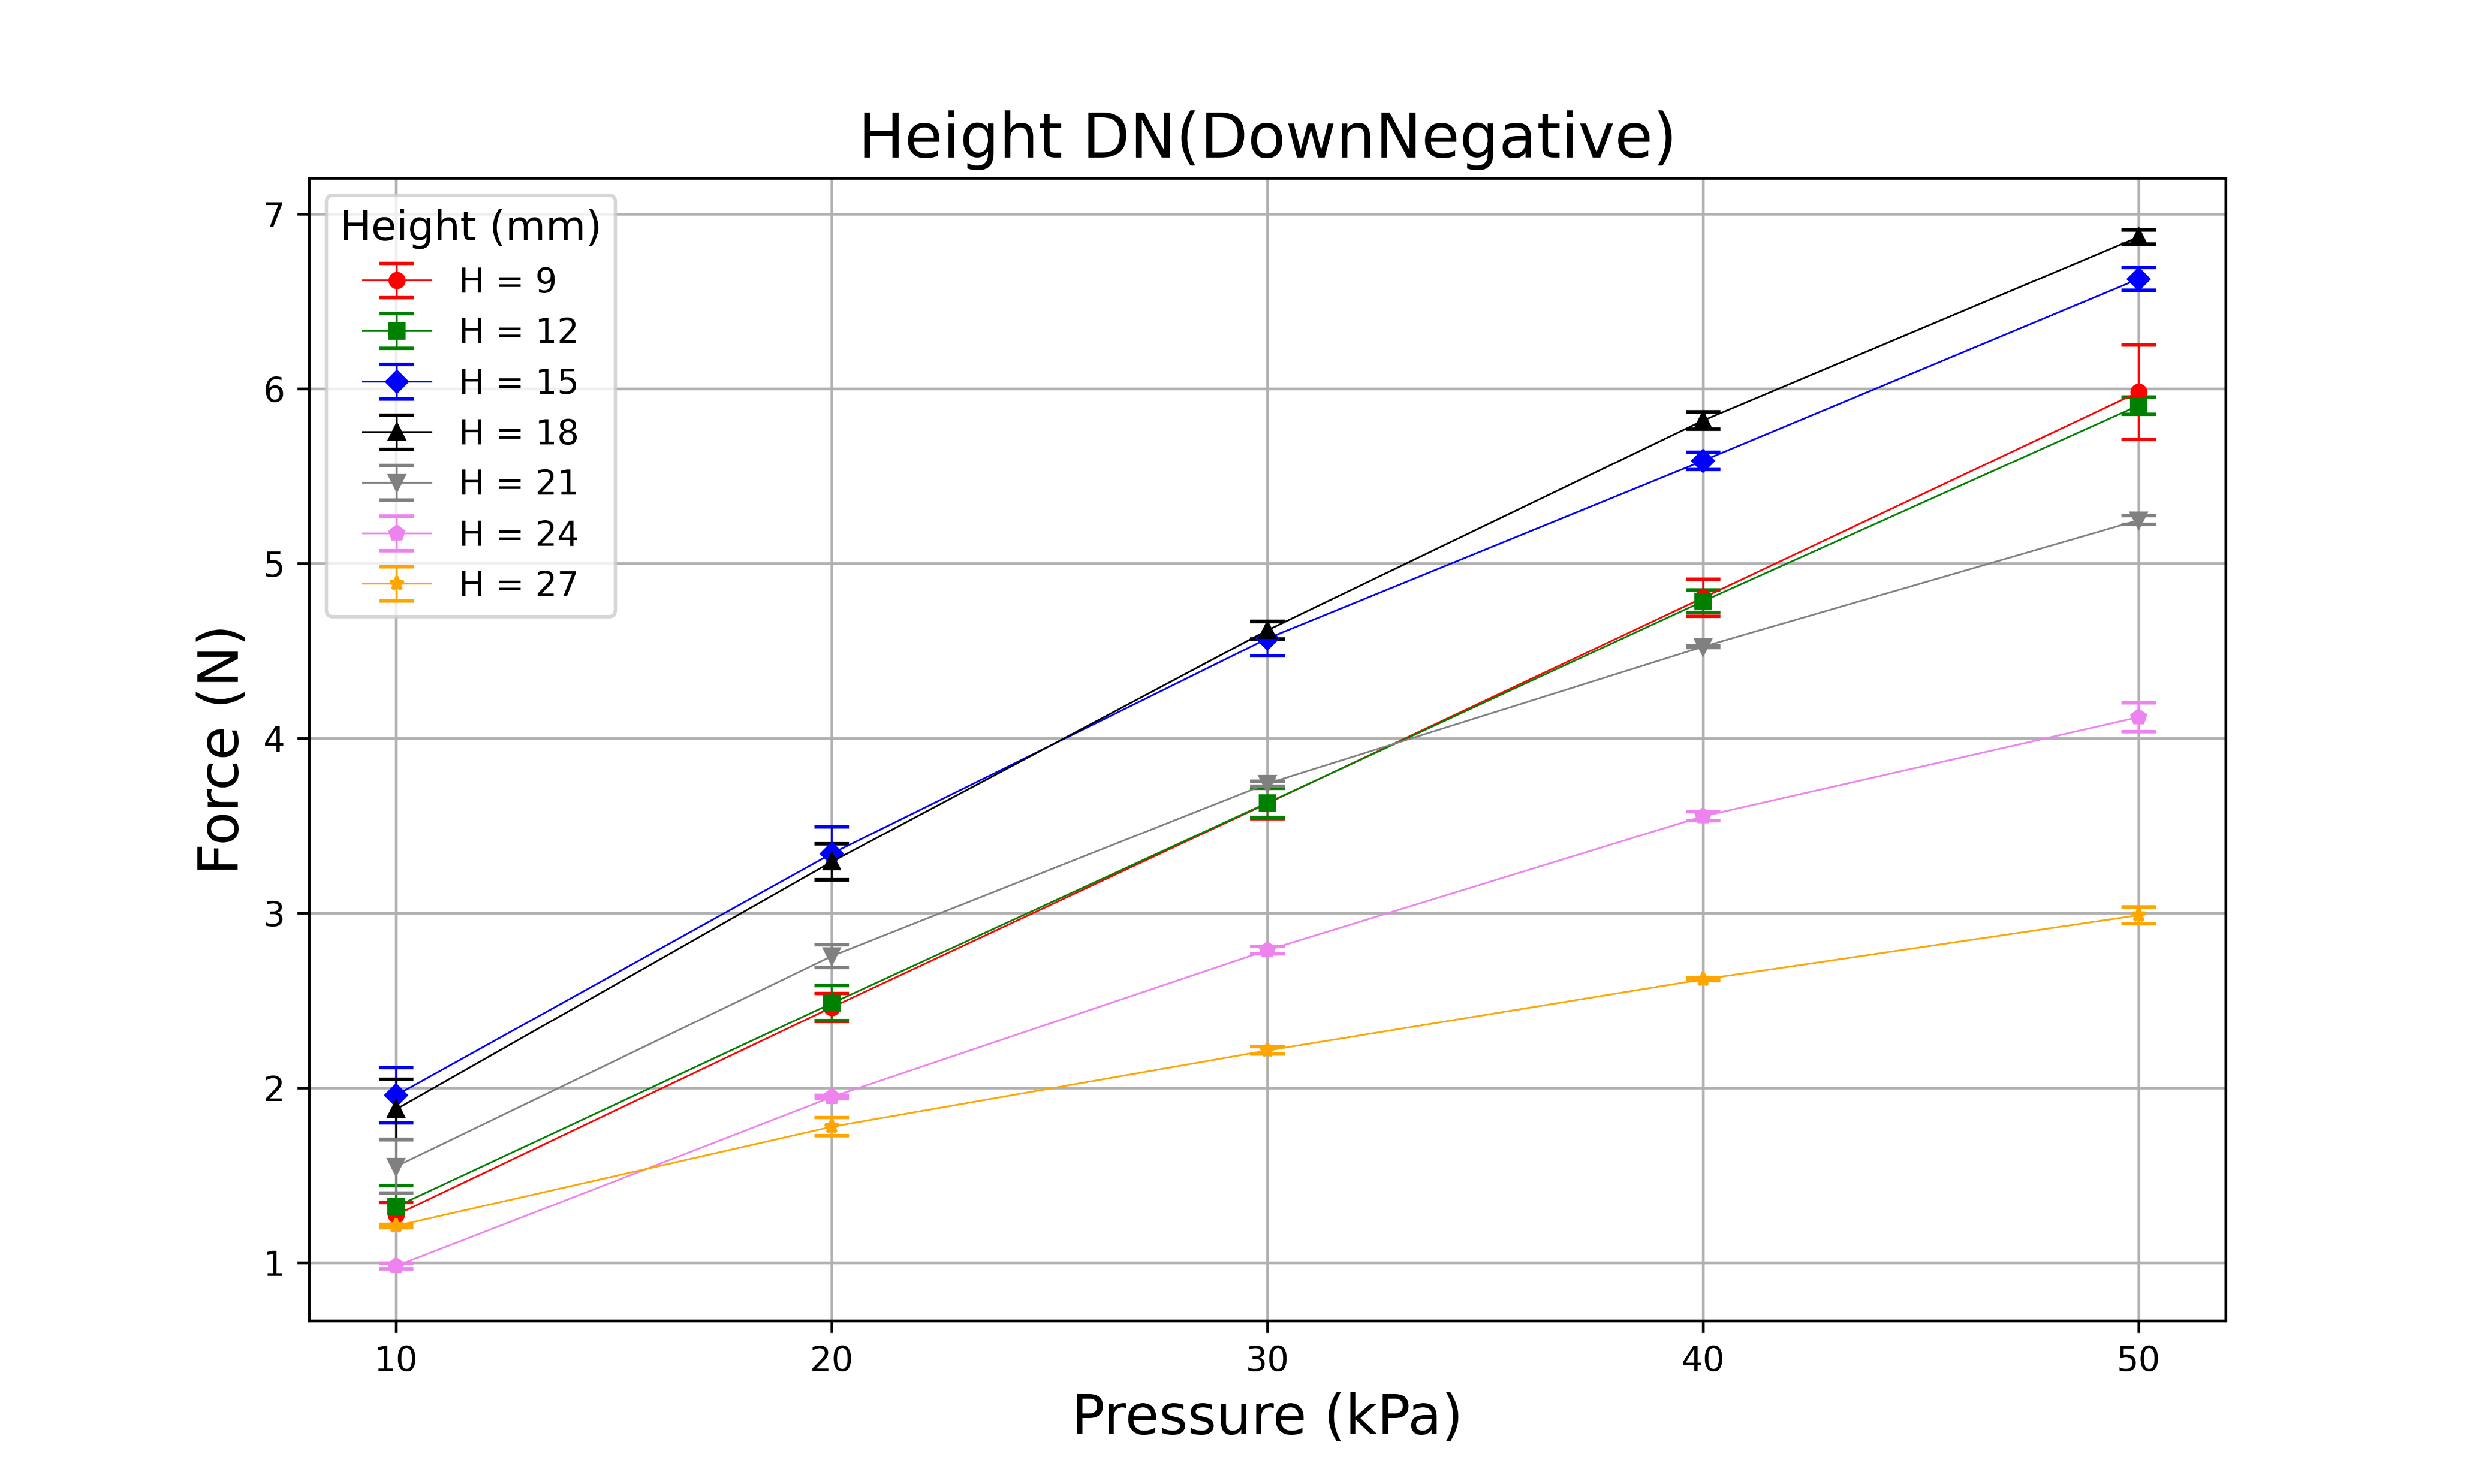 Height DN(DownNegative)
Height (mm)
H = 9
H = 12
H = 15
H = 18
H = 21
H = 24
H = 27
Force (N)
7
6
5
4
3
2
1
10 20 30 40 50
Pressure (kPa)